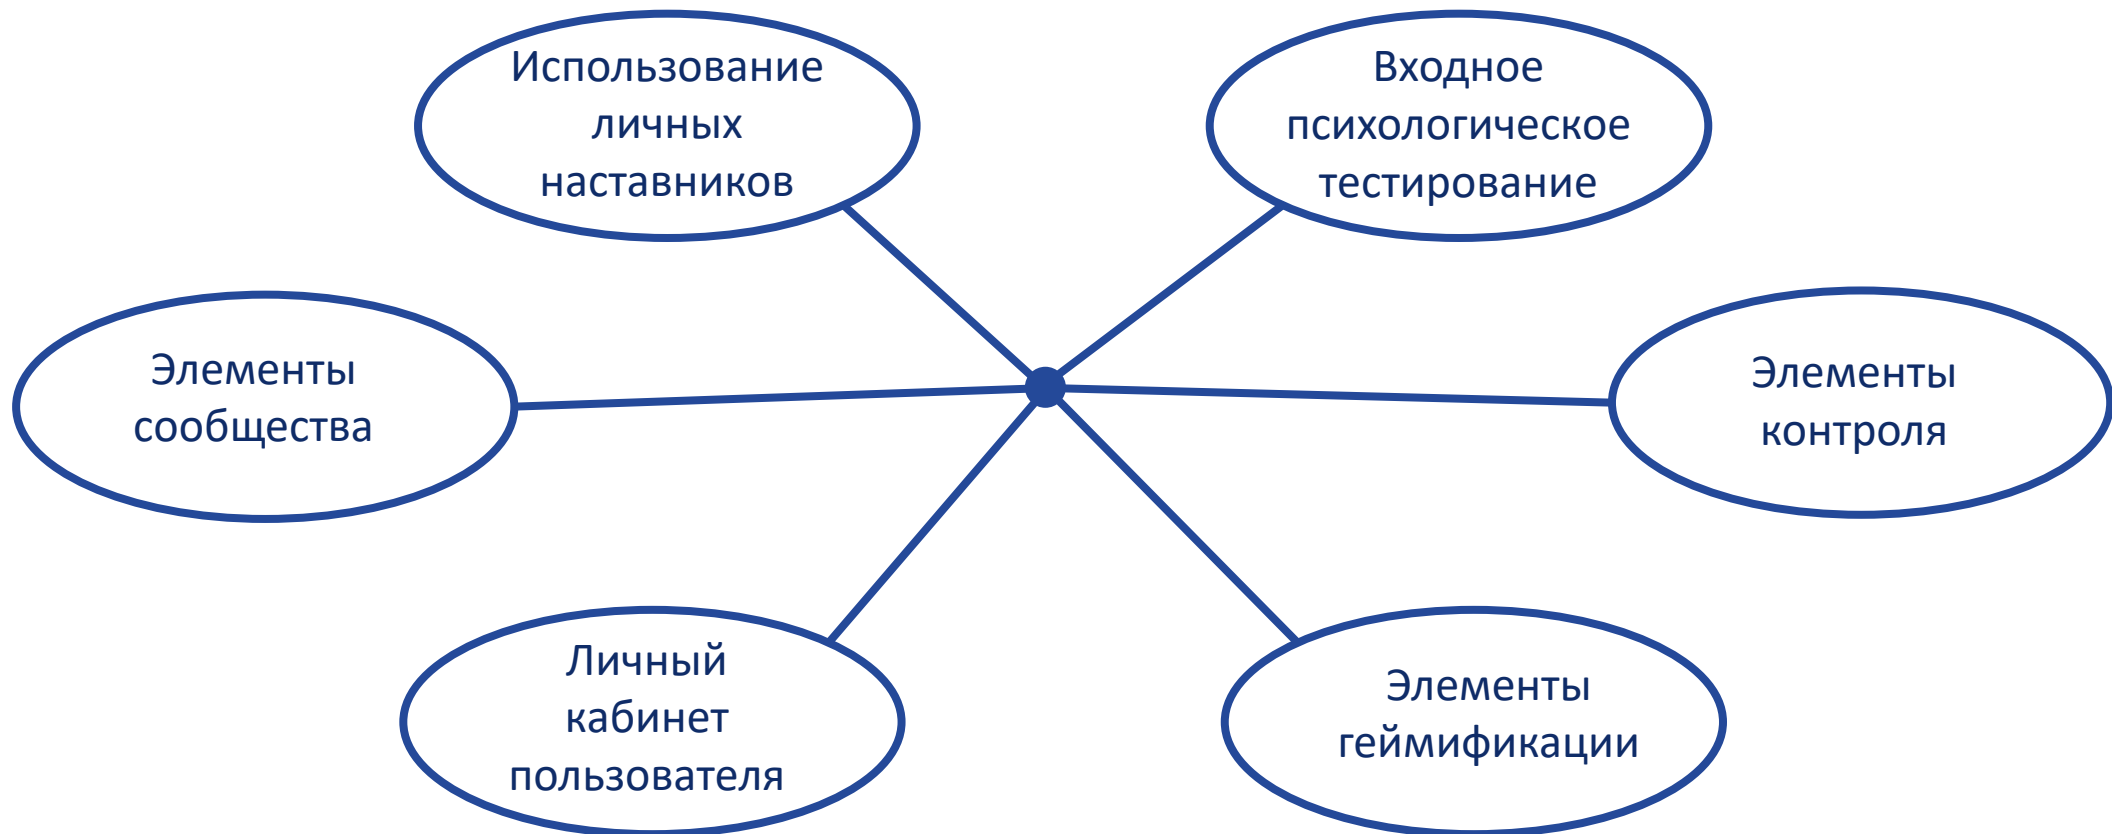 Использование
личных
наставников
Входное
психологическое
тестирование
Элементы
сообщества
Элементы
контроля
Личный
кабинет
пользователя
Элементы
геймификации